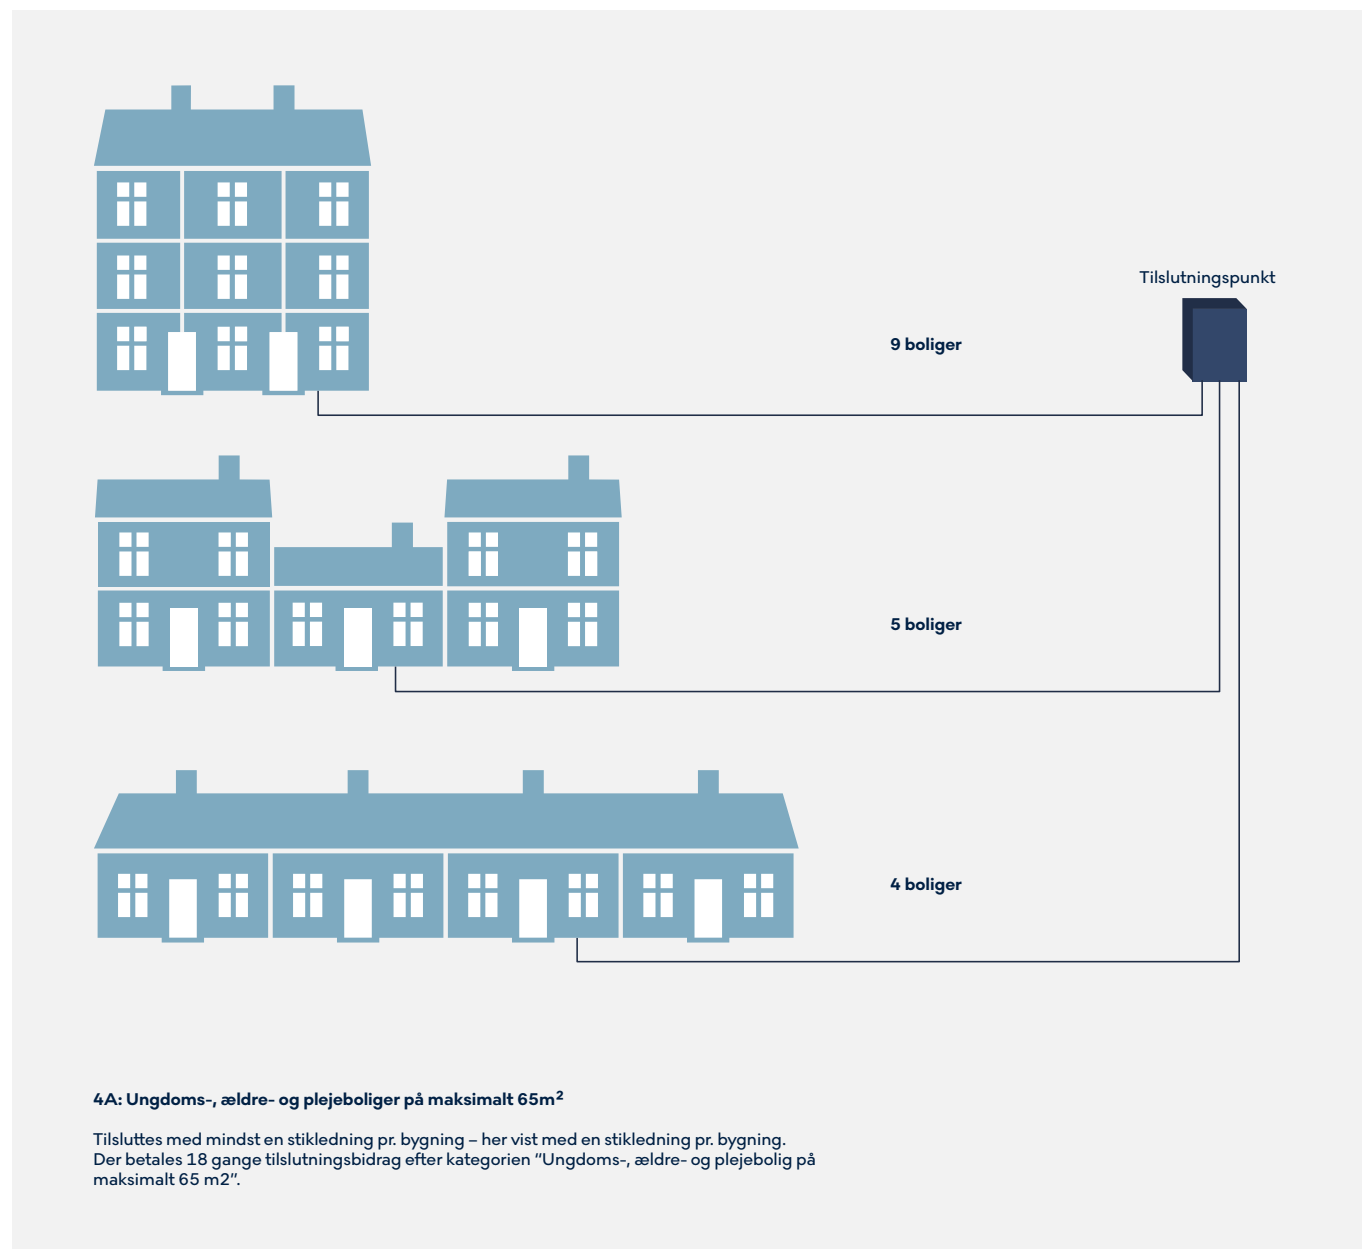 Tilslutningspunkt
9 boliger
5 boliger
4 boliger
4A: Ungdoms-, ældre- og plejeboliger på maksimalt 65m²
Tilsluttes med mindst en stikledning pr. bygning – her vist med en stikledning pr. bygning.
Der betales 18 gange tilslutningsbidrag efter kategorien ”Ungdoms-, ældre- og plejebolig på
maksimalt 65 m2”.